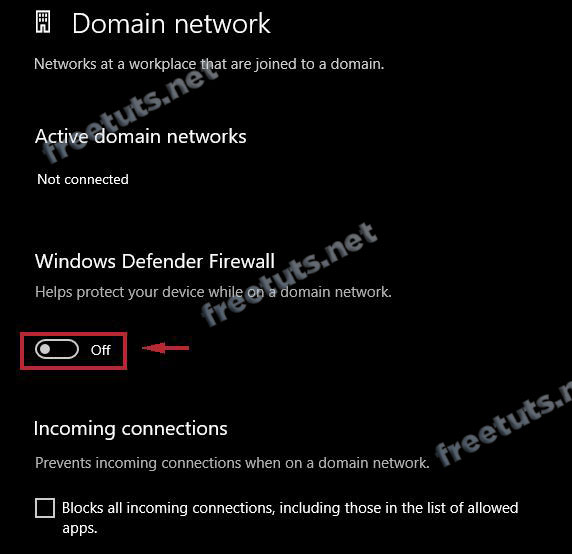 Domain network
Networks at a workplace that are joined to a domain.
freetuts.net
Active domain networks
Not connected
Windows Defender Firewall
freetuts.net
Helps protect your device while on a domain network.
Off
Incoming connections
freetuts.net
Prevents incoming connections when on a domain network.
Blocks all incoming connections, including those in the list of allowed
apps.